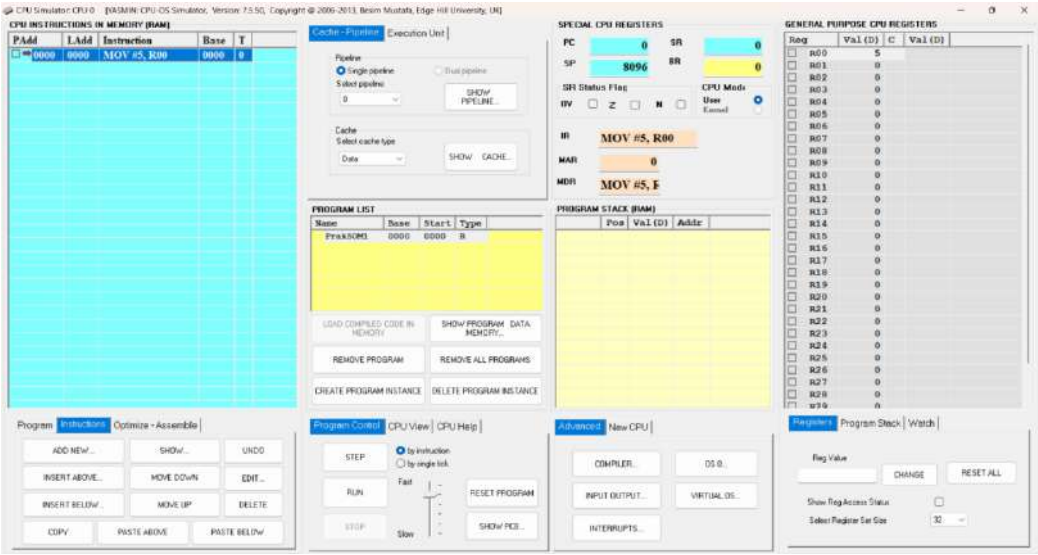 CPU Simulator: CPU 0 [YASMIN: CPU-OS Simulator, Version: 7.5.50, Copyright @ 2006-2013, Besim Mustafa, Edge Hill University, UK]
CPU INSTRUCTIONS IN MEMORY (RAM)
PAdd LAdd Instruction Base T
0000 0000 MOV #5, R00 0000 0
Cache - Pipeline Execution Unit
Pipeline
Single pipeline Dual pipeline
Select pipeline:
0
SHOW PIPELINE...
Cache
Select cache type
Data
SHOW CACHE...
SPECIAL CPU REGISTERS
PC 0 SR 0
SP 8096 BR 0
SR Status Flag
OV Z N
CPU Mode
User
Kernel
IR MOV #5, R00
MAR 0
MDR MOV #5, F
GENERAL PURPOSE CPU REGISTERS
Reg Val (D) C Val (D)
R00 5
R01 0
R02 0
R03 0
R04 0
R05 0
R06 0
R07 0
R08 0
R09 0
R10 0
R11 0
R12 0
R13 0
R14 0
R15 0
R16 0
R17 0
R18 0
R19 0
R20 0
R21 0
R22 0
R23 0
R24 0
R25 0
R26 0
R27 0
R28 0
R29 0
PROGRAM LIST
Name Base Start Type
PrakSOM1 0000 0000 R
LOAD COMPILED CODE IN MEMORY
SHOW PROGRAM DATA MEMORY...
REMOVE PROGRAM
REMOVE ALL PROGRAMS
CREATE PROGRAM INSTANCE
DELETE PROGRAM INSTANCE
PROGRAM STACK (RAM)
Pos Val (D) Addr
Program Instructions Optimize - Assemble
ADD NEW... SHOW... UNDO
INSERT ABOVE... MOVE DOWN EDIT...
INSERT BELOW... MOVE UP DELETE
COPY PASTE ABOVE PASTE BELOW
Program Control CPU View CPU Help
STEP
by instruction
by single tick
RUN
Fast
RESET PROGRAM
STOP
Slow
SHOW PCB...
Advanced New CPU
COMPILER... OS 0...
INPUT OUTPUT... VIRTUAL OS...
INTERRUPTS...
Registers Program Stack Watch
Reg Value
CHANGE
RESET ALL
Show Reg Access Status
Select Register Set Size 32